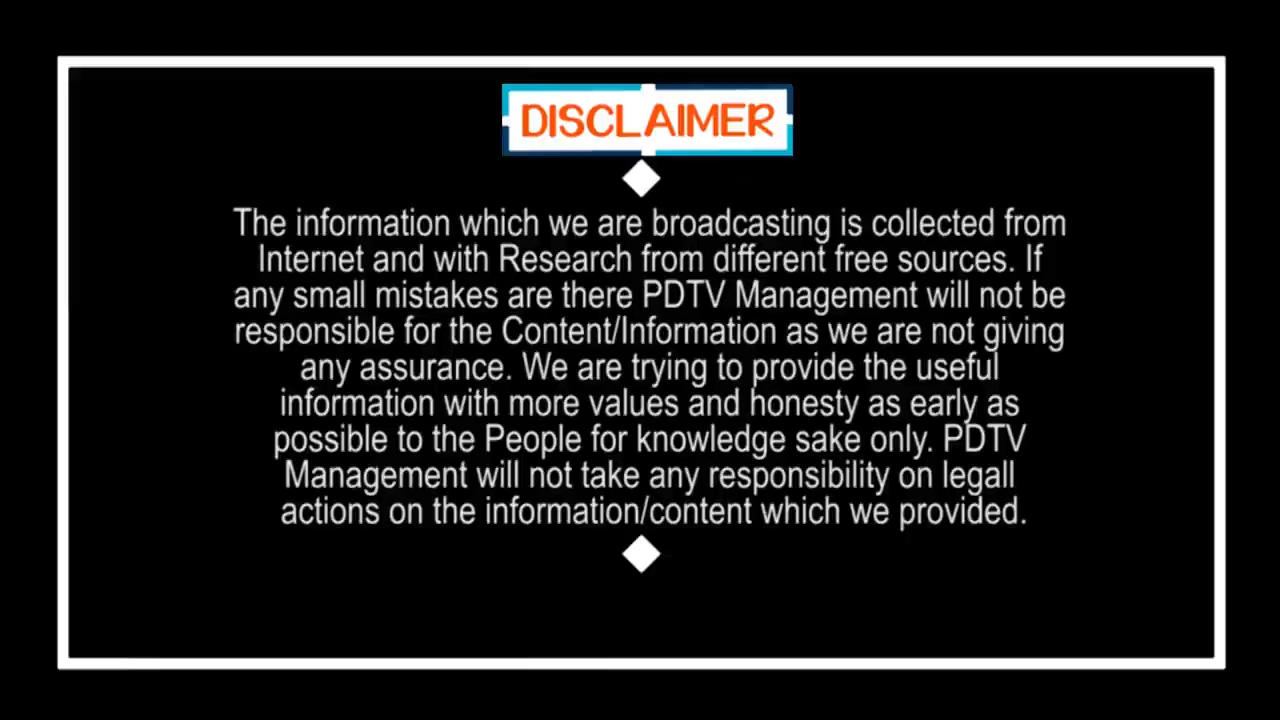 DISCLAIMER
The information which we are broadcasting is collected from
Internet and with Research from different free sources. If
any small mistakes are there PDTV Management will not be
responsible for the Content/Information as we are not giving
any assurance. We are trying to provide the useful
information with more values and honesty as early as
possible to the People for knowledge sake only. PDTV
Management will not take any responsibility on legall
actions on the information/content which we provided.